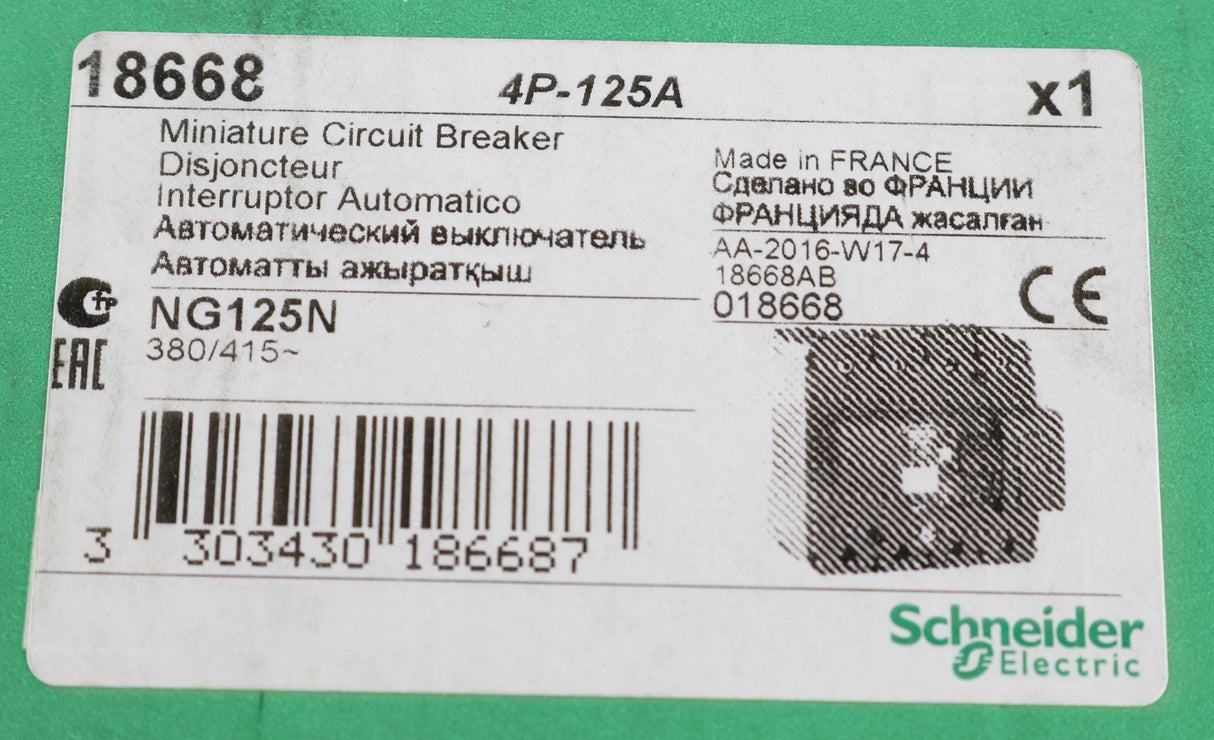 18668 4P-125A x1
Miniature Circuit Breaker
Disjoncteur
Interruptor Automatico
Автоматический выключатель
Автоматты ажыратқыш
Made in FRANCE
Сделано во ФРАНЦИИ
ФРАНЦИЯДА жасалған
AA-2016-W17-4
18668AB
018668
CE
NG125N
380/415~
EAC
3 303430 186687
Schneider
Electric